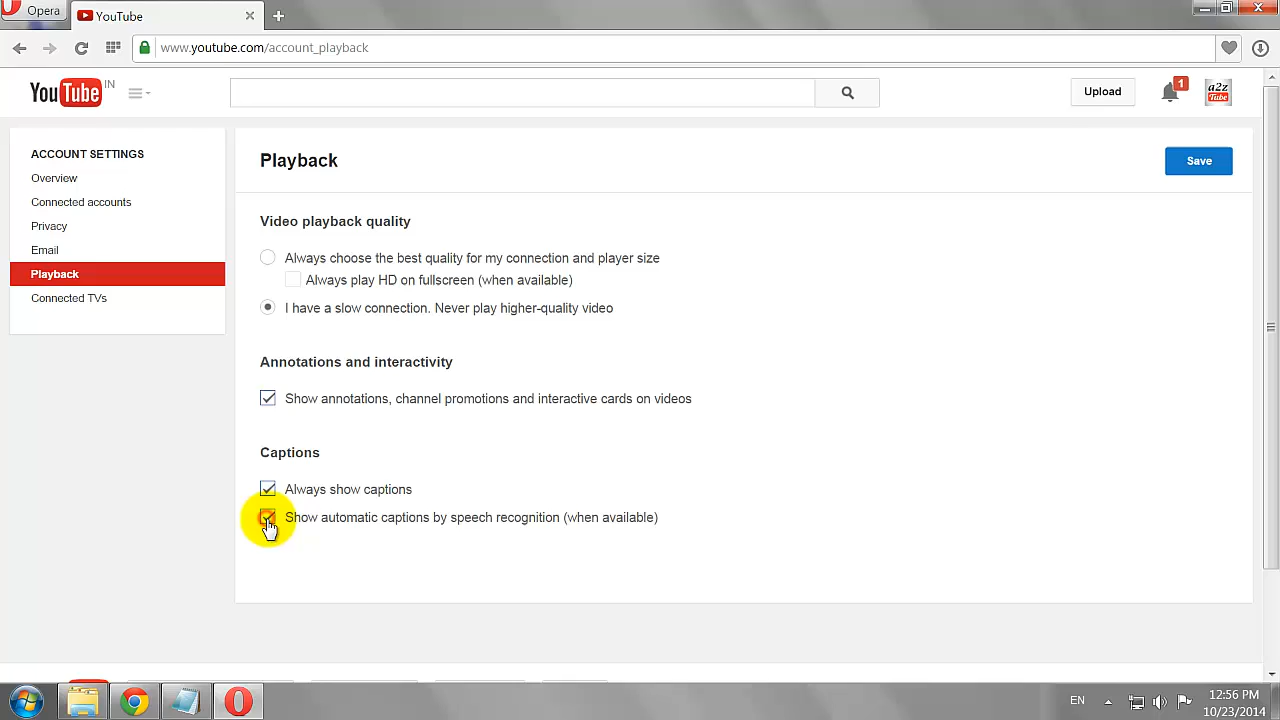 Opera
YouTube
www.youtube.com/account_playback
YouTube IN
Upload
1
a2z
Tube
ACCOUNT SETTINGS
Overview
Connected accounts
Privacy
Email
Playback
Connected TVs
Playback
Save
Video playback quality
Always choose the best quality for my connection and player size
Always play HD on fullscreen (when available)
I have a slow connection. Never play higher-quality video
Annotations and interactivity
Show annotations, channel promotions and interactive cards on videos
Captions
Always show captions
Show automatic captions by speech recognition (when available)
EN
12:56 PM
10/23/2014